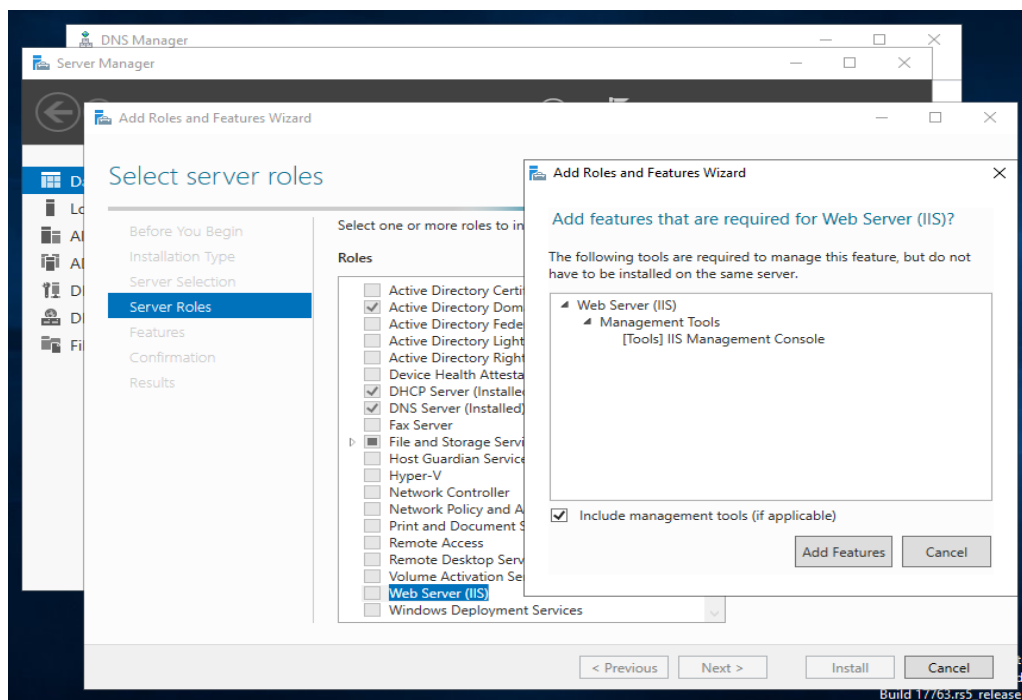 DNS Manager
Server Manager
Add Roles and Features Wizard
Select server roles
Before You Begin
Installation Type
Server Selection
Server Roles
Features
Confirmation
Results
Select one or more roles to in
Roles
Active Directory Certi
Active Directory Dom
Active Directory Fede
Active Directory Light
Active Directory Right
Device Health Attesta
DHCP Server (Installe
DNS Server (Installed)
Fax Server
File and Storage Servi
Host Guardian Service
Hyper-V
Network Controller
Network Policy and A
Print and Document S
Remote Access
Remote Desktop Serv
Volume Activation Se
Web Server (IIS)
Windows Deployment Services
Add Roles and Features Wizard
Add features that are required for Web Server (IIS)?
The following tools are required to manage this feature, but do not
have to be installed on the same server.
Web Server (IIS)
Management Tools
[Tools] IIS Management Console
Include management tools (if applicable)
Add Features
Cancel
< Previous
Next >
Install
Cancel
Build 17763.rs5_release